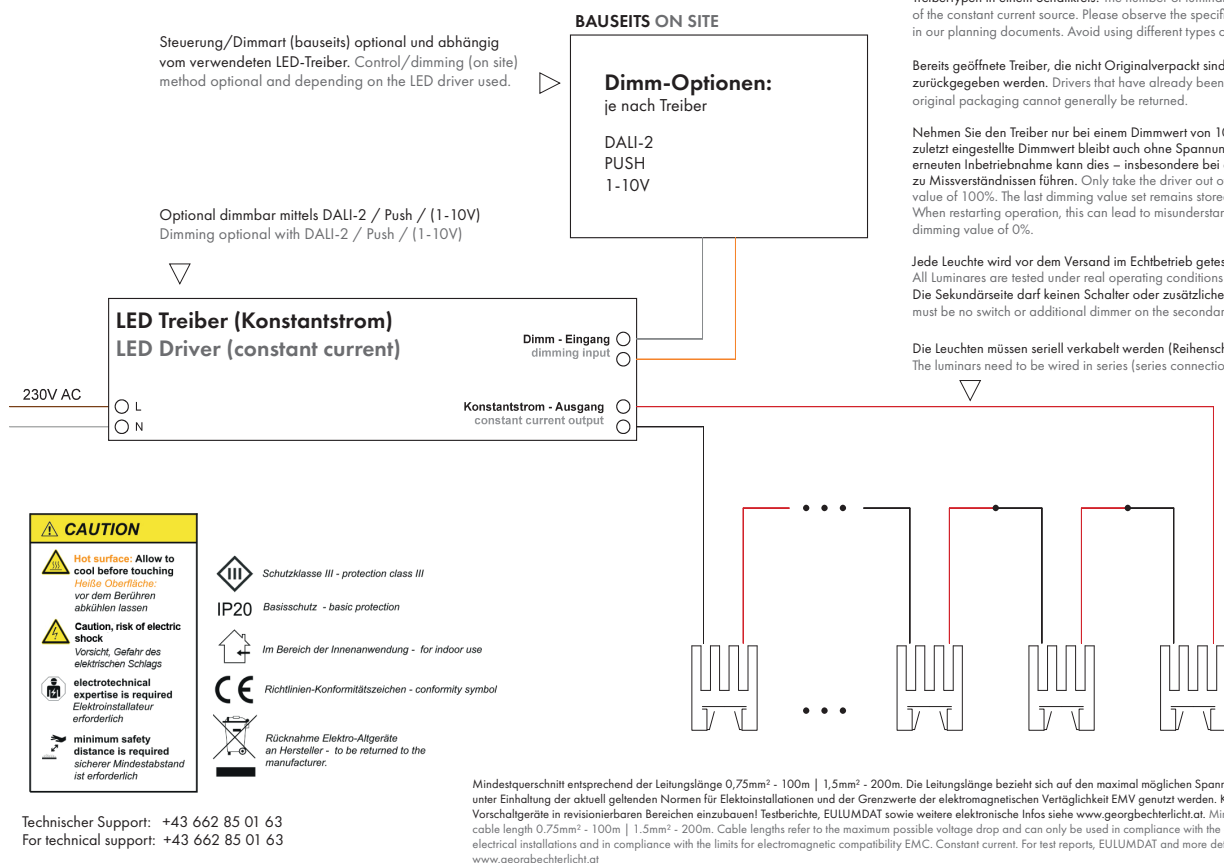 BAUSEITS ON SITE
Steuerung/Dimmart (bauseits) optional und abhängig
vom verwendeten LED-Treiber. Control/dimming (on site)
method optional and depending on the LED driver used.
Dimm-Optionen:
je nach Treiber
DALI-2
PUSH
1-10V
Optional dimmbar mittels DALI-2 / Push / (1-10V)
Dimming optional with DALI-2 / Push / (1-10V)
of the constant current source. Please observe the
in our planning documents. Avoid using different types
Bereits geöffnete Treiber, die nicht Originalverpackt sind
zurückgegeben werden. Drivers that have already been
original packaging cannot generally be returned.
Nehmen Sie den Treiber nur bei einem Dimmwert von
zuletzt eingestellte Dimmwert bleibt auch ohne
erneuten Inbetriebnahme kann dies – insbesondere bei
zu Missverständnissen führen. Only take the driver out
value of 100%. The last dimming value set remains
When restarting operation, this can lead to
dimming value of 0%.
Jede Leuchte wird vor dem Versand im Echtbetrieb
All Luminares are tested under real operating conditions
Die Sekundärseite darf keinen Schalter oder
must be no switch or additional dimmer on the
Die Leuchten müssen seriell verkabelt werden
The luminars need to be wired in series (series
LED Treiber (Konstantstrom)
LED Driver (constant current)
Dimm - Eingang
dimming input
230V AC
L
N
Konstantstrom - Ausgang
constant current output
CAUTION
Hot surface: Allow to
cool before touching
Heiße Oberfläche:
vor dem Berühren
abkühlen lassen
Caution, risk of electric
shock
Vorsicht, Gefahr des
elektrischen Schlags
electrotechnical
expertise is required
Elektroinstallateur
erforderlich
minimum safety
distance is required
sicherer Mindestabstand
ist erforderlich
III Schutzklasse III - protection class III
IP20 Basisschutz - basic protection
Im Bereich der Innenanwendung - for indoor use
CE Richtlinien-Konformitätszeichen - conformity symbol
Rücknahme Elektro-Altgeräte
an Hersteller - to be returned to the
manufacturer.
Technischer Support: +43 662 85 01 63
For technical support: +43 662 85 01 63
Mindestquerschnitt entsprechend der Leitungslänge 0,75mm² - 100m | 1,5mm² - 200m. Die Leitungslänge bezieht sich auf den maximal möglichen
unter Einhaltung der aktuell geltenden Normen für Elektoinstallationen und der Grenzwerte der elektromagnetischen Verträglichkeit EMV genutzt werden.
Vorschaltgeräte in revisionierbaren Bereichen einzubauen! Testberichte, EULUMDAT sowie weitere elektronische Infos siehe www.georgbechterlicht.at.
cable length 0.75mm² - 100m | 1.5mm² - 200m. Cable lengths refer to the maximum possible voltage drop and can only be used in compliance with the
electrical installations and in compliance with the limits for electromagnetic compatibility EMC. Constant current. For test reports, EULUMDAT and more
www.georgbechterlicht.at